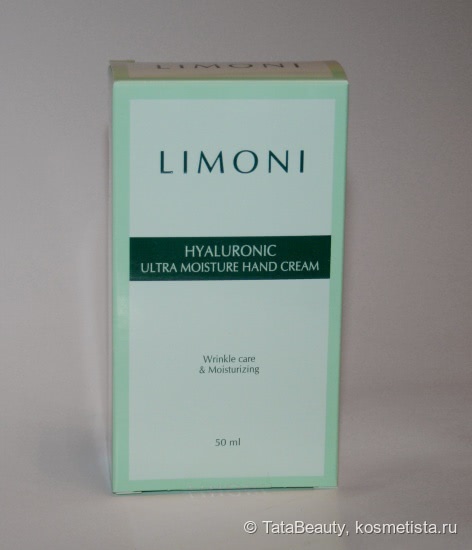 LIMONI
LIMONI
HYALURONIC
ULTRA MOISTURE HAND CREAM
Wrinkle care
& Moisturizing
50 ml
© TataBeauty, kosmetista.ru